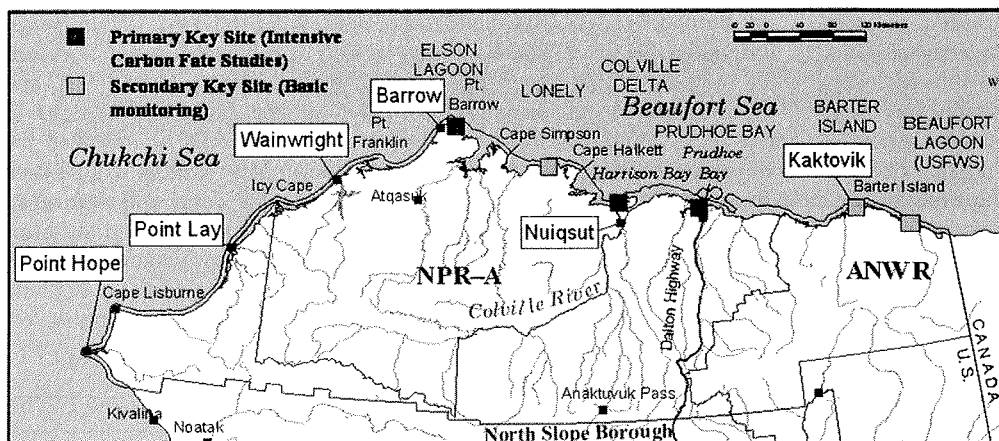 Primary Key Site (Intensive
Carbon Fate Studies)
Secondary Key Site (Basic
monitoring)
ELSON
LAGOON
Pt.
Barrow
Barrow
LONELY
COLVILLE
DELTA
Beaufort Sea
PRUDHOE BAY
BARTER
ISLAND
BEAUFORT
LAGOON
(USFWS)
Wainwright
Pt.
Franklin
Cape Simpson
Cape Halkett
Prudhoe
Bay
Harrison Bay
Kaktovik
Barter Island
Chukchi Sea
Icy Cape
Atqasuk
Point Lay
Nuiqsut
Point Hope
Cape Lisburne
NPR-A
Colville River
Dalton Highway
ANWR
CANADA
U.S.
Anaktuvuk Pass
Kivalina
Noatak
North Slope Borough